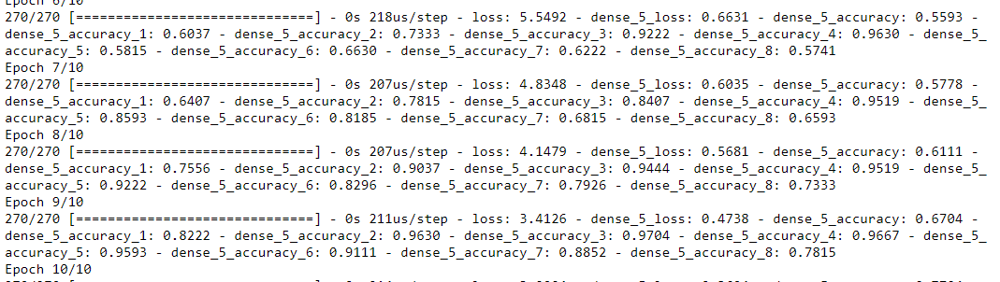 Epoch 6/10
270/270 [==============================] - 0s 218us/step - loss: 5.5492 - dense_5_loss: 0.6631 - dense_5_accuracy: 0.5593 -
dense_5_accuracy_1: 0.6037 - dense_5_accuracy_2: 0.7333 - dense_5_accuracy_3: 0.9222 - dense_5_accuracy_4: 0.9630 - dense_5_
accuracy_5: 0.5815 - dense_5_accuracy_6: 0.6630 - dense_5_accuracy_7: 0.6222 - dense_5_accuracy_8: 0.5741
Epoch 7/10
270/270 [==============================] - 0s 207us/step - loss: 4.8348 - dense_5_loss: 0.6035 - dense_5_accuracy: 0.5778 -
dense_5_accuracy_1: 0.6407 - dense_5_accuracy_2: 0.7815 - dense_5_accuracy_3: 0.8407 - dense_5_accuracy_4: 0.9519 - dense_5_
accuracy_5: 0.8593 - dense_5_accuracy_6: 0.8185 - dense_5_accuracy_7: 0.6815 - dense_5_accuracy_8: 0.6593
Epoch 8/10
270/270 [==============================] - 0s 207us/step - loss: 4.1479 - dense_5_loss: 0.5681 - dense_5_accuracy: 0.6111 -
dense_5_accuracy_1: 0.7556 - dense_5_accuracy_2: 0.9037 - dense_5_accuracy_3: 0.9444 - dense_5_accuracy_4: 0.9519 - dense_5_
accuracy_5: 0.9222 - dense_5_accuracy_6: 0.8296 - dense_5_accuracy_7: 0.7926 - dense_5_accuracy_8: 0.7333
Epoch 9/10
270/270 [==============================] - 0s 211us/step - loss: 3.4126 - dense_5_loss: 0.4738 - dense_5_accuracy: 0.6704 -
dense_5_accuracy_1: 0.8222 - dense_5_accuracy_2: 0.9630 - dense_5_accuracy_3: 0.9704 - dense_5_accuracy_4: 0.9667 - dense_5_
accuracy_5: 0.9593 - dense_5_accuracy_6: 0.9111 - dense_5_accuracy_7: 0.8852 - dense_5_accuracy_8: 0.7815
Epoch 10/10